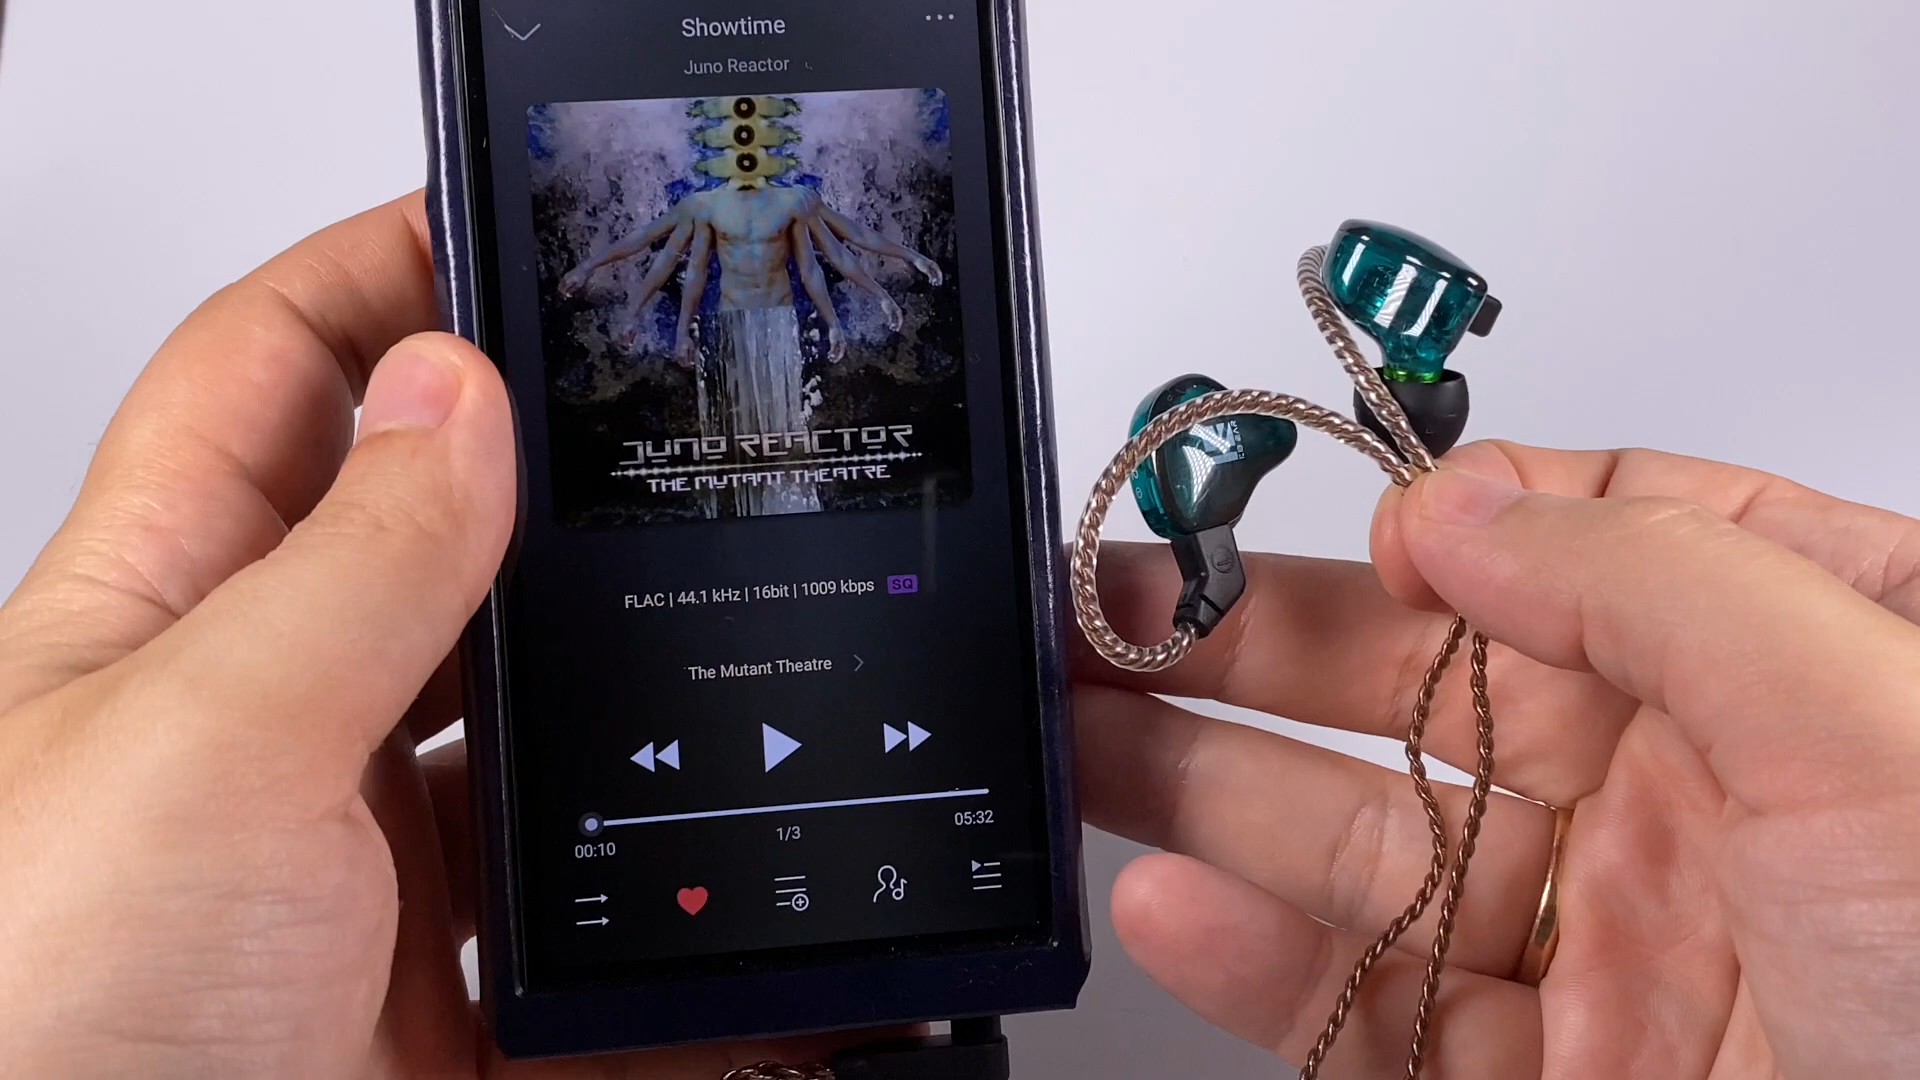 Showtime
Juno Reactor
JUNO REACTOR
THE MUTANT THEATRE
FLAC | 44.1 kHz | 16bit | 1009 kbps SQ
The Mutant Theatre
1/3
05:32
00:10
KBEAR